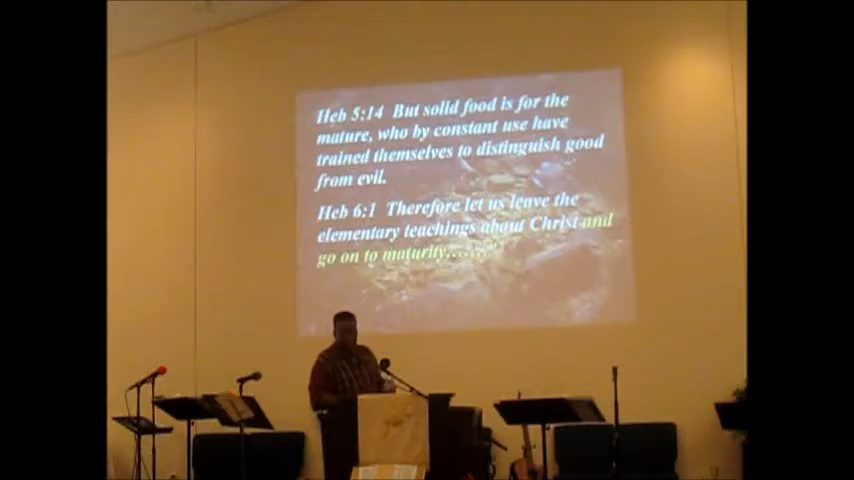 Heb 5:14 But solid food is for the
mature, who by constant use have
trained themselves to distinguish good
from evil.
Heb 6:1 Therefore let us leave the
elementary teachings about Christ and
go on to maturity……"